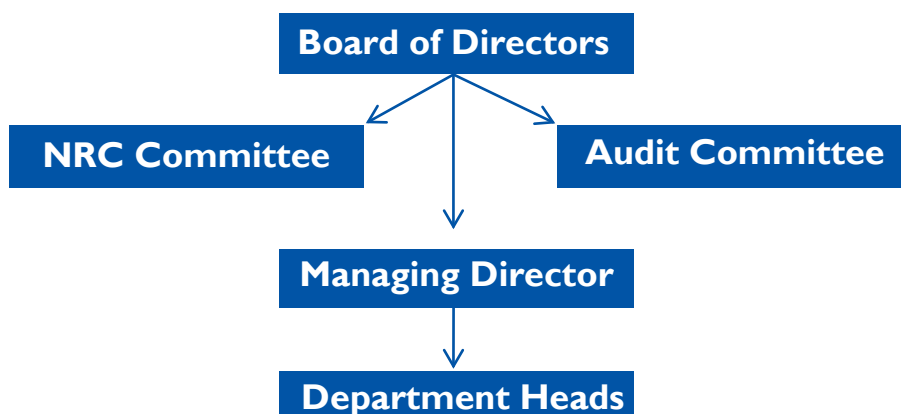 Board of Directors
NRC Committee
Audit Committee
Managing Director
Department Heads